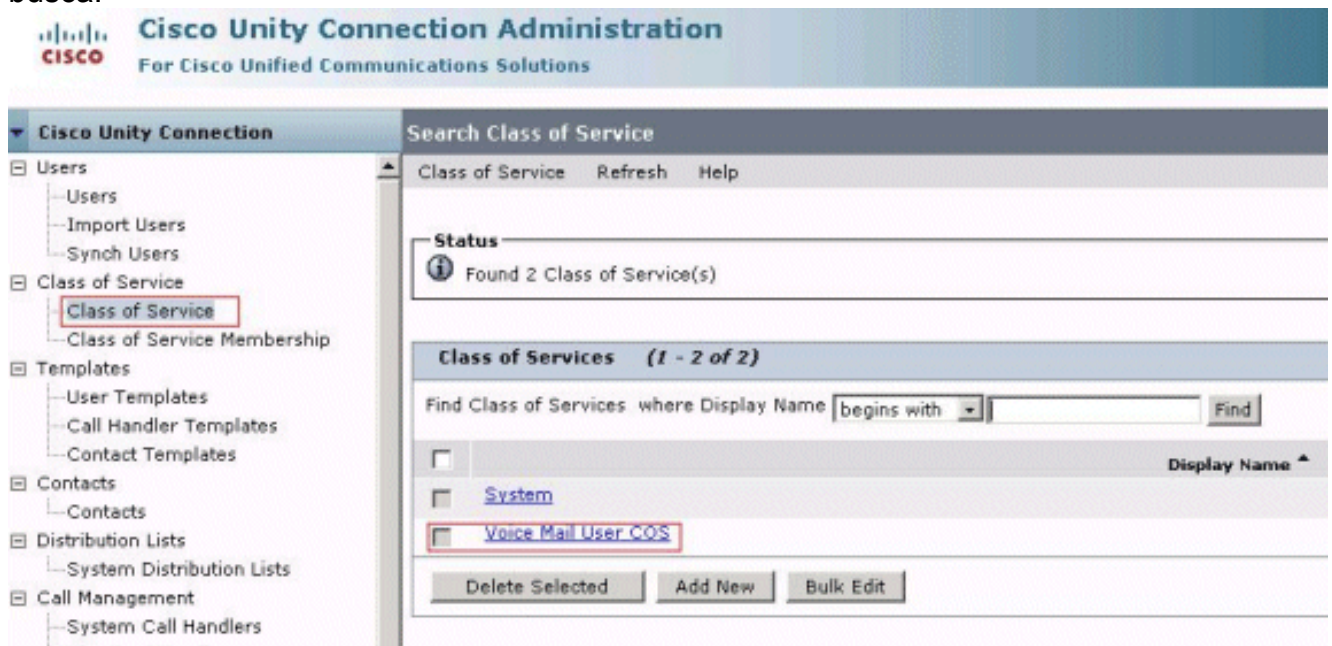 busca.
Cisco Unity Connection Administration
CISCO
For Cisco Unified Communications Solutions
Cisco Unity Connection
Users
Users
Import Users
Synch Users
Class of Service
Class of Service
Class of Service Membership
Templates
User Templates
Call Handler Templates
Contact Templates
Contacts
Contacts
Distribution Lists
System Distribution Lists
Call Management
System Call Handlers
Search Class of Service
Class of Service Refresh Help
Status
Found 2 Class of Service(s)
Class of Services (1 - 2 of 2)
Find Class of Services where Display Name begins with Find
Display Name
System
Voice Mail User COS
Delete Selected Add New Bulk Edit